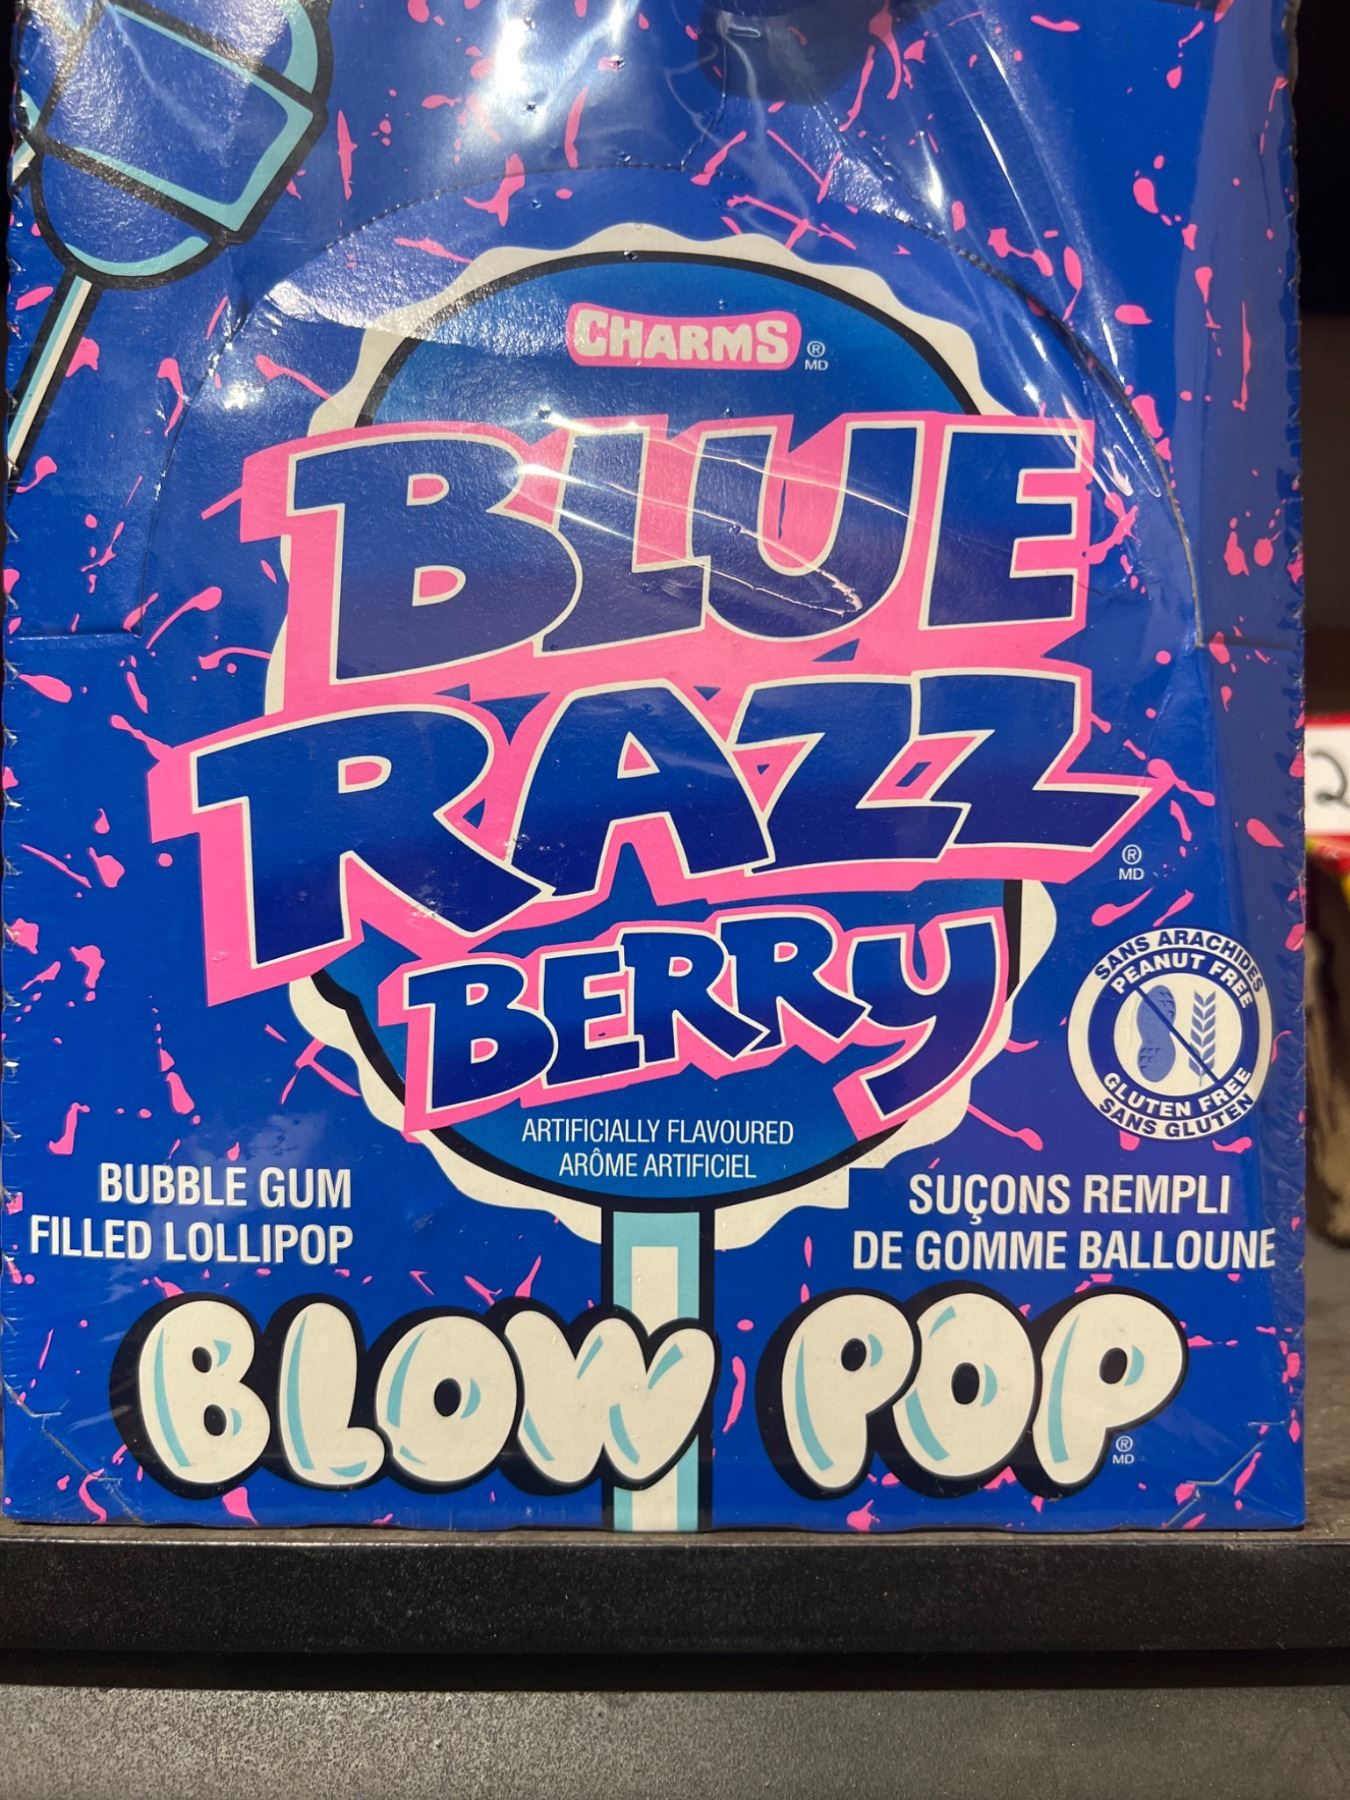 CHARMS ® MD
BLUE
RAZZ ® MD
BERRY
ARTIFICIALLY FLAVOURED
ARÔME ARTIFICIEL
SANS ARACHIDES
PEANUT FREE
GLUTEN FREE
SANS GLUTEN
BUBBLE GUM
FILLED LOLLIPOP
SUÇONS REMPLI
DE GOMME BALLOUNE
BLOW POP ® MD